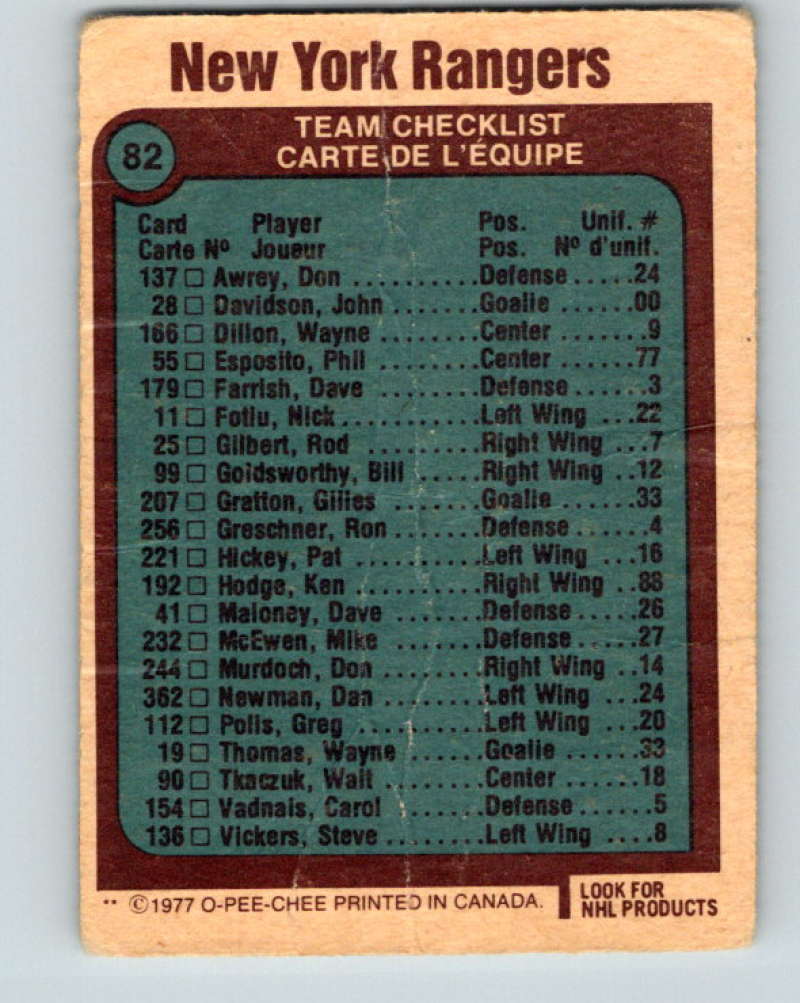 New York Rangers
82
TEAM CHECKLIST
CARTE DE L'ÉQUIPE
Card Player Pos. Unif. #
Carte Nº Joueur Pos. Nº d'unif.
137 □ Awrey, Don ..........Defense.....24
28 □ Davidson, John .......Goalie ......00
166 □ Dillon, Wayne ........Center .......9
55 □ Esposito, Phil ........Center ......77
179 □ Farrish, Dave ........Defense......3
11 □ Fotiu, Nick...........Left Wing ...22
25 □ Gilbert, Rod .........Right Wing ...7
99 □ Goldsworthy, Bill .....Right Wing ..12
207 □ Gratton, Gilles .......Goalie ......33
256 □ Greschner, Ron.......Defense......4
221 □ Hickey, Pat ..........Left Wing ...16
192 □ Hodge, Ken ..........Right Wing ..88
41 □ Maloney, Dave .......Defense.....26
232 □ McEwen, Mike .......Defense.....27
244 □ Murdoch, Don ........Right Wing ..14
362 □ Newman, Dan ........Left Wing ...24
112 □ Polis, Greg ..........Left Wing ...20
19 □ Thomas, Wayne .....Goalie ......33
90 □ Tkaczuk, Walt ........Center ......18
154 □ Vadnais, Carol .......Defense......5
136 □ Vickers, Steve ........Left Wing ....8
** ©1977 O-PEE-CHEE PRINTED IN CANADA.
LOOK FOR
NHL PRODUCTS